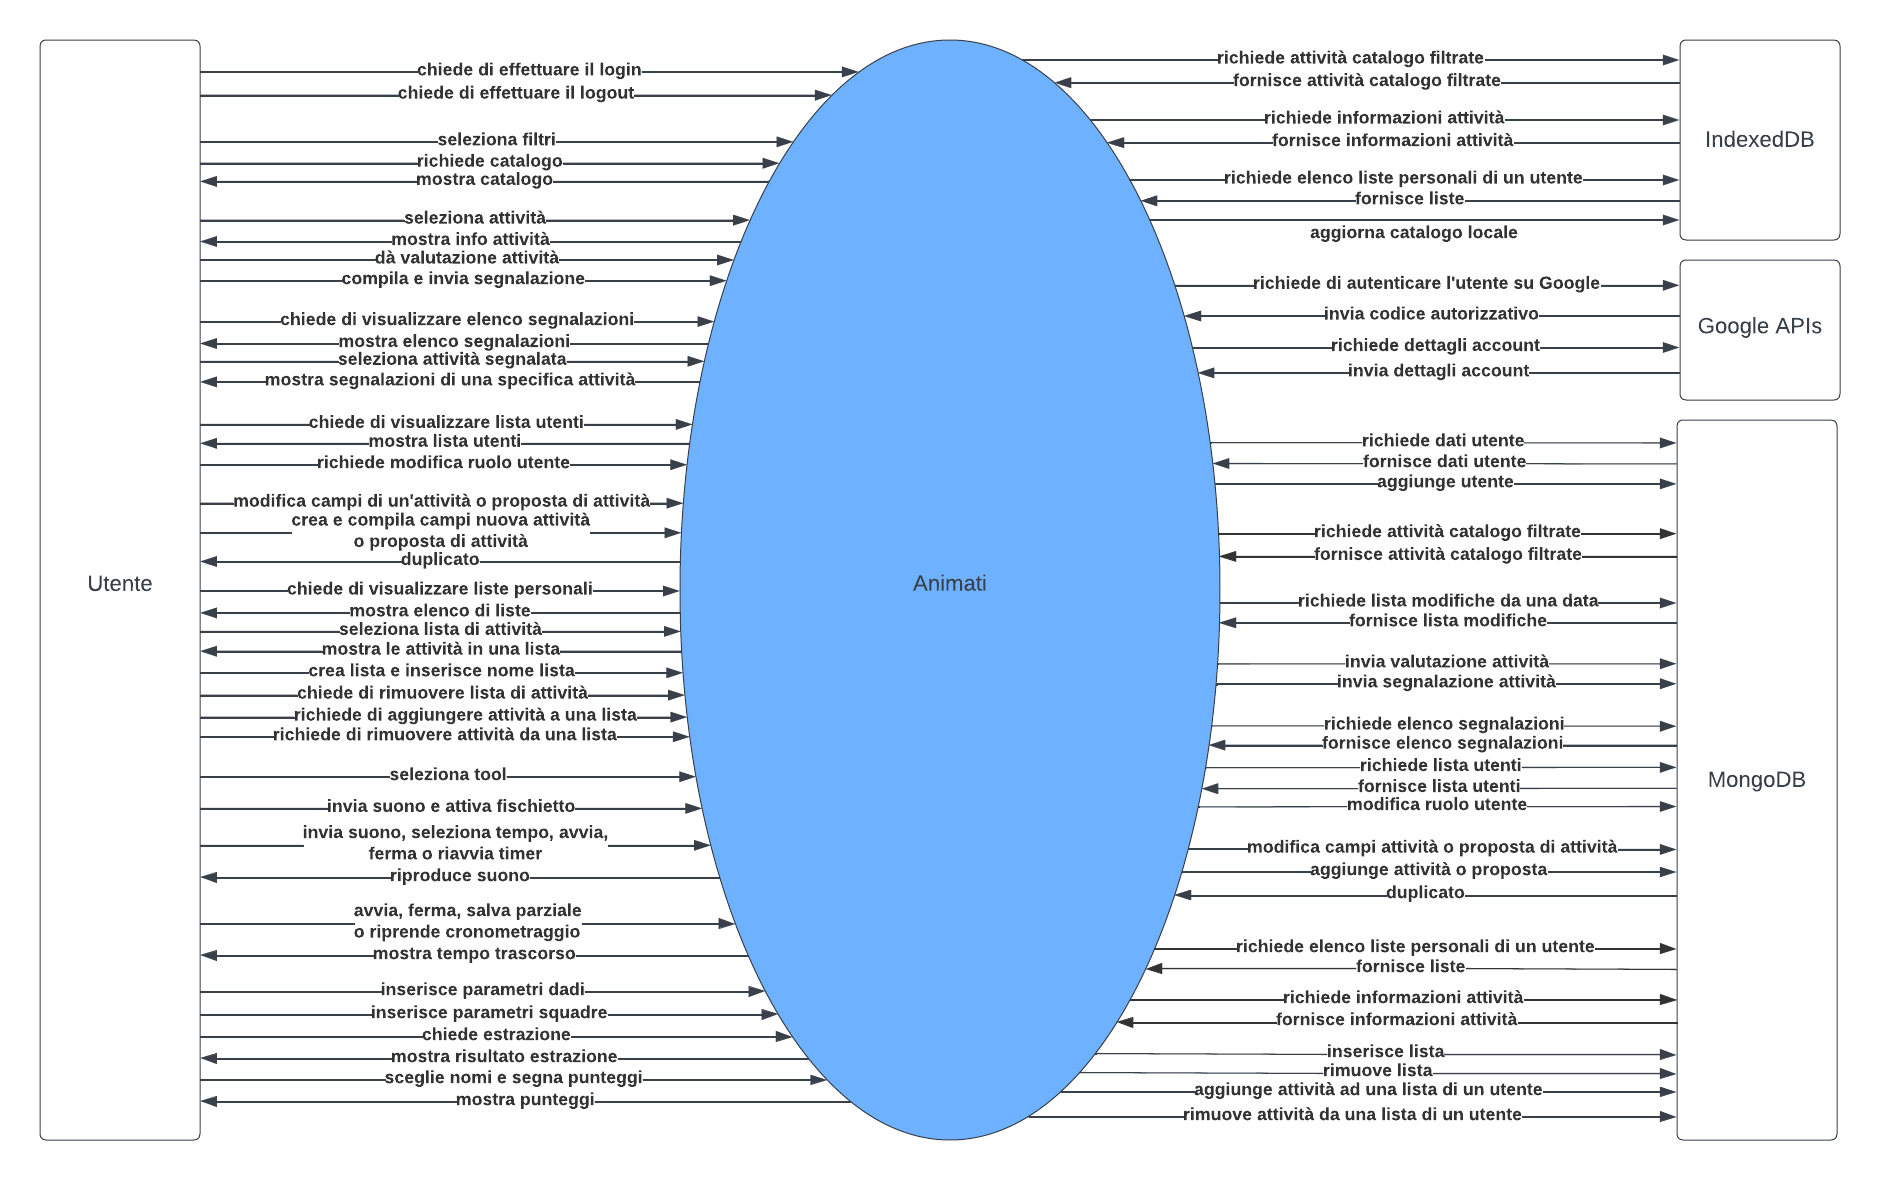 Utente
chiede di effettuare il login
chiede di effettuare il logout
seleziona filtri
richiede catalogo
mostra catalogo
seleziona attività
mostra info attività
dà valutazione attività
compila e invia segnalazione
chiede di visualizzare elenco segnalazioni
mostra elenco segnalazioni
seleziona attività segnalata
mostra segnalazioni di una specifica attività
chiede di visualizzare lista utenti
mostra lista utenti
richiede modifica ruolo utente
modifica campi di un'attività o proposta di attività
crea e compila campi nuova attività
o proposta di attività
duplicato
chiede di visualizzare liste personali
mostra elenco di liste
seleziona lista di attività
mostra le attività in una lista
crea lista e inserisce nome lista
chiede di rimuovere lista di attività
richiede di aggiungere attività a una lista
richiede di rimuovere attività da una lista
seleziona tool
invia suono e attiva fischietto
invia suono, seleziona tempo, avvia,
ferma o riavvia timer
riproduce suono
avvia, ferma, salva parziale
o riprende cronometraggio
mostra tempo trascorso
inserisce parametri dadi
inserisce parametri squadre
chiede estrazione
mostra risultato estrazione
sceglie nomi e segna punteggi
mostra punteggi
Animati
richiede attività catalogo filtrate
fornisce attività catalogo filtrate
richiede informazioni attività
fornisce informazioni attività
richiede elenco liste personali di un utente
fornisce liste
aggiorna catalogo locale
IndexedDB
richiede di autenticare l'utente su Google
invia codice autorizzativo
richiede dettagli account
invia dettagli account
Google APIs
richiede dati utente
fornisce dati utente
aggiunge utente
richiede attività catalogo filtrate
fornisce attività catalogo filtrate
richiede lista modifiche da una data
fornisce lista modifiche
invia valutazione attività
invia segnalazione attività
richiede elenco segnalazioni
fornisce elenco segnalazioni
richiede lista utenti
fornisce lista utenti
modifica ruolo utente
modifica campi attività o proposta di attività
aggiunge attività o proposta
duplicato
richiede elenco liste personali di un utente
fornisce liste
richiede informazioni attività
fornisce informazioni attività
inserisce lista
rimuove lista
aggiunge attività ad una lista di un utente
rimuove attività da una lista di un utente
MongoDB